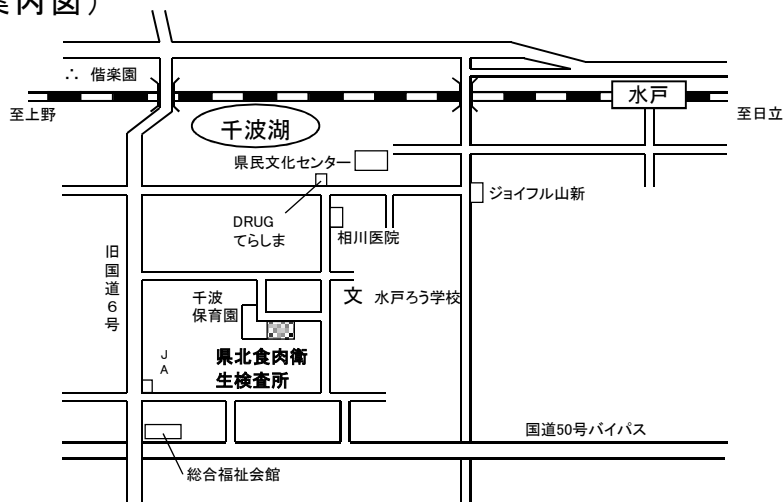 案内図）
∴ 偕楽園
水戸
至上野
至日立
千波湖
県民文化センター
ジョイフル山新
DRUG
てらしま
相川医院
旧国道６号
千波
保育園
文 水戸ろう学校
JA
県北食肉衛
生検査所
国道50号バイパス
総合福祉会館